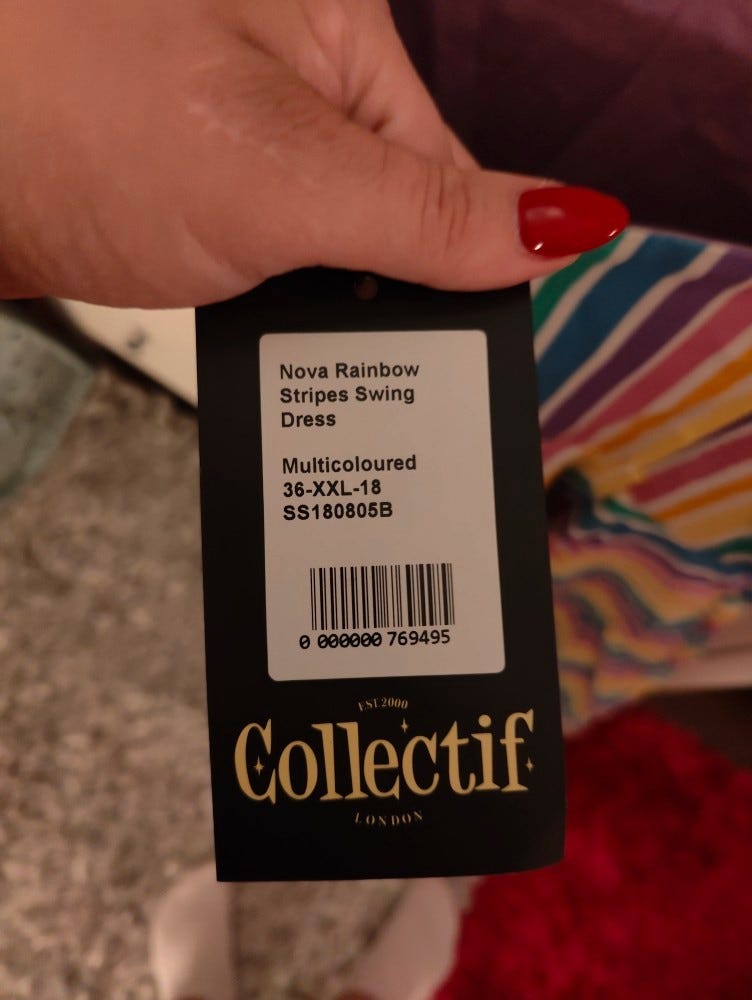 Nova Rainbow
Stripes Swing
Dress
Multicoloured
36-XXL-18
SS180805B
0 000000 769495
EST.2000
Collectif
LONDON